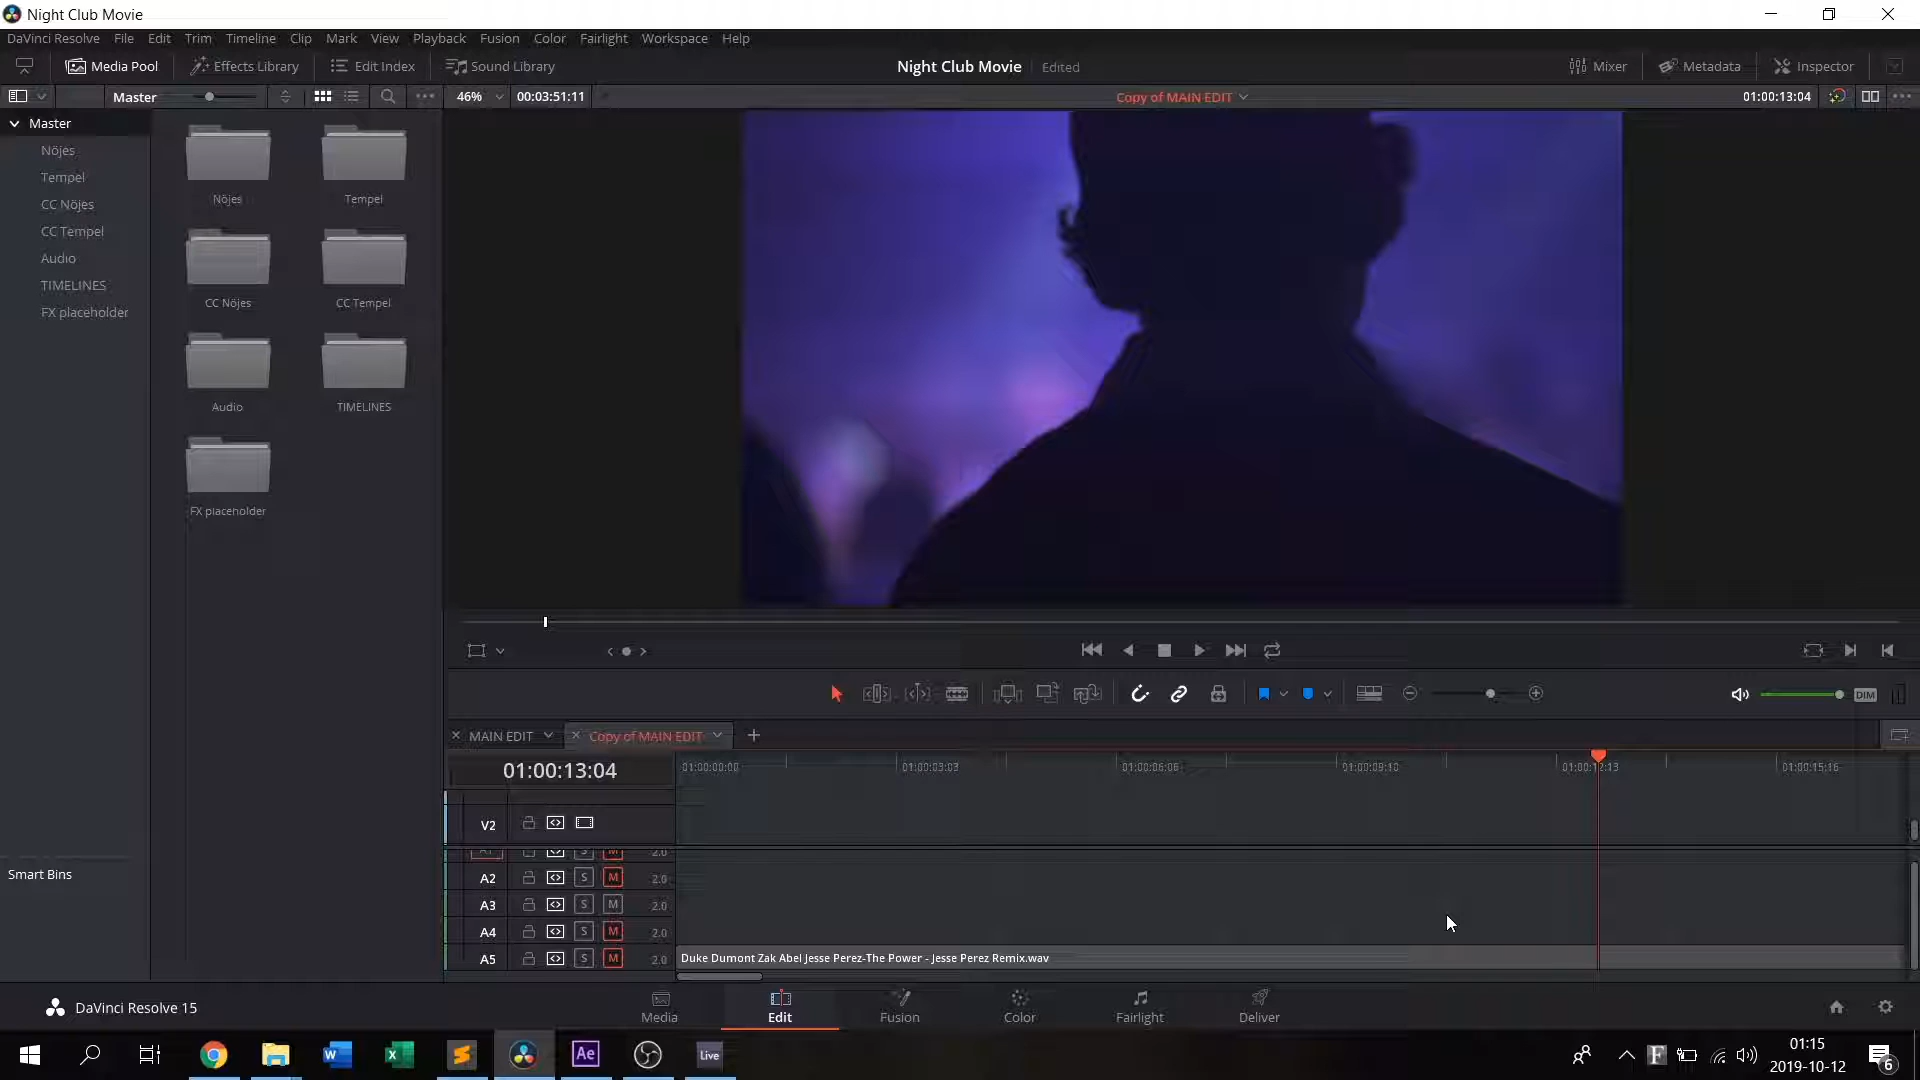 Night Club Movie
DaVinci Resolve File Edit Trim Timeline Clip Mark View Playback Fusion Color Fairlight Workspace Help
Media Pool Effects Library Edit Index Sound Library Night Club Movie Edited Mixer Metadata Inspector
Master 46% 00:03:51:11 Copy of MAIN EDIT 01:00:13:04
Master
Nöjes
Tempel
CC Nöjes
CC Tempel
Audio
TIMELINES
FX placeholder
Nöjes Tempel
CC Nöjes CC Tempel
Audio TIMELINES
FX placeholder
DIM
MAIN EDIT Copy of MAIN EDIT
01:00:13:04 01:00:00:00 01:00:03:03 01:00:06:06 01:00:09:10 01:00:12:13 01:00:15:16
V2
A1 S M 2.0
A2 S M 2.0
A3 S M 2.0
A4 S M 2.0
A5 S M 2.0 Duke Dumont Zak Abel Jesse Perez-The Power - Jesse Perez Remix.wav
Smart Bins
DaVinci Resolve 15
Media Edit Fusion Color Fairlight Deliver
Ae Live F
01:15
2019-10-12
6